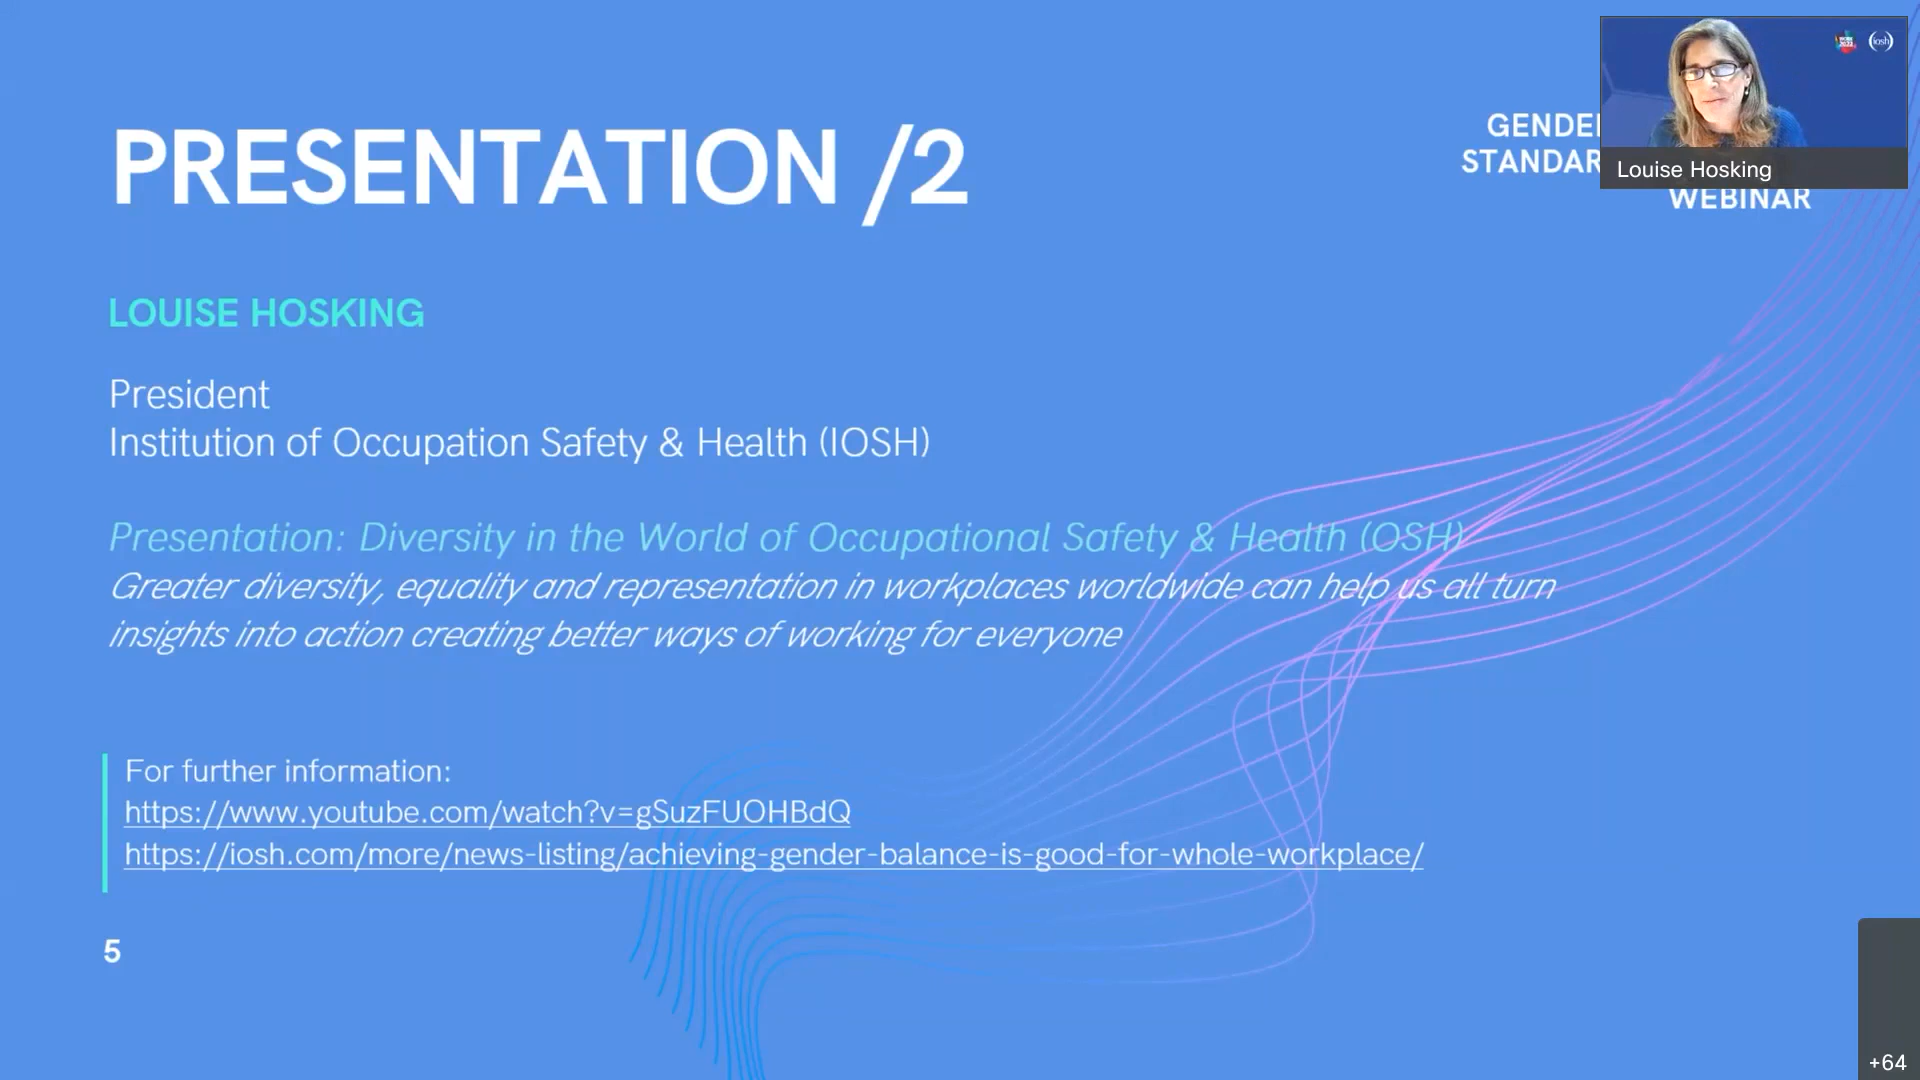 PRESENTATION /2
GENDE
STANDAR
WEBINAR
iosh
Louise Hosking
LOUISE HOSKING
President
Institution of Occupation Safety & Health (IOSH)
Presentation: Diversity in the World of Occupational Safety & Health (OSH)
Greater diversity, equality and representation in workplaces worldwide can help us all turn
insights into action creating better ways of working for everyone
For further information:
https://www.youtube.com/watch?v=gSuzFUOHBdQ
https://iosh.com/more/news-listing/achieving-gender-balance-is-good-for-whole-workplace/
5
+64